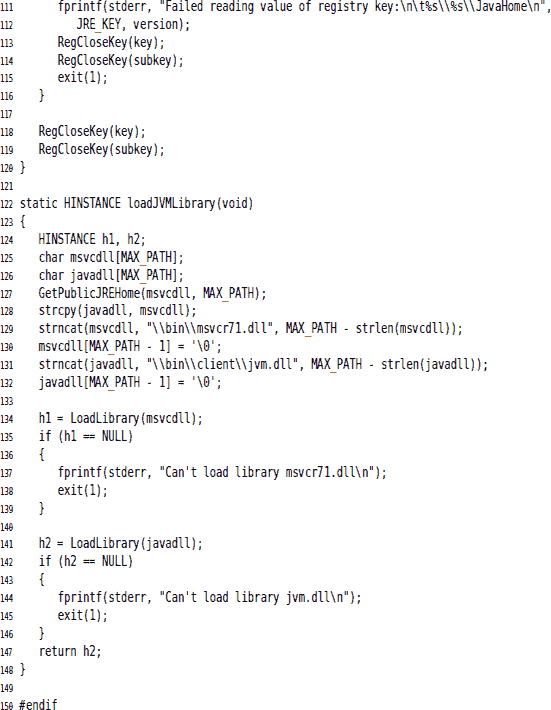 111       fprintf(stderr, "Failed reading value of registry key:\n\t%s\\%s\\JavaHome\n",
112          JRE_KEY, version);
113       RegCloseKey(key);
114       RegCloseKey(subkey);
115       exit(1);
116    }
117
118    RegCloseKey(key);
119    RegCloseKey(subkey);
120 }
121
122 static HINSTANCE loadJVMLibrary(void)
123 {
124    HINSTANCE h1, h2;
125    char msvcdll[MAX_PATH];
126    char javadll[MAX_PATH];
127    GetPublicJREHome(msvcdll, MAX_PATH);
128    strcpy(javadll, msvcdll);
129    strncat(msvcdll, "\\bin\\msvcr71.dll", MAX_PATH - strlen(msvcdll));
130    msvcdll[MAX_PATH - 1] = '\0';
131    strncat(javadll, "\\bin\\client\\jvm.dll", MAX_PATH - strlen(javadll));
132    javadll[MAX_PATH - 1] = '\0';
133
134    h1 = LoadLibrary(msvcdll);
135    if (h1 == NULL)
136    {
137       fprintf(stderr, "Can't load library msvcr71.dll\n");
138       exit(1);
139    }
140
141    h2 = LoadLibrary(javadll);
142    if (h2 == NULL)
143    {
144       fprintf(stderr, "Can't load library jvm.dll\n");
145       exit(1);
146    }
147    return h2;
148 }
149
150 #endif